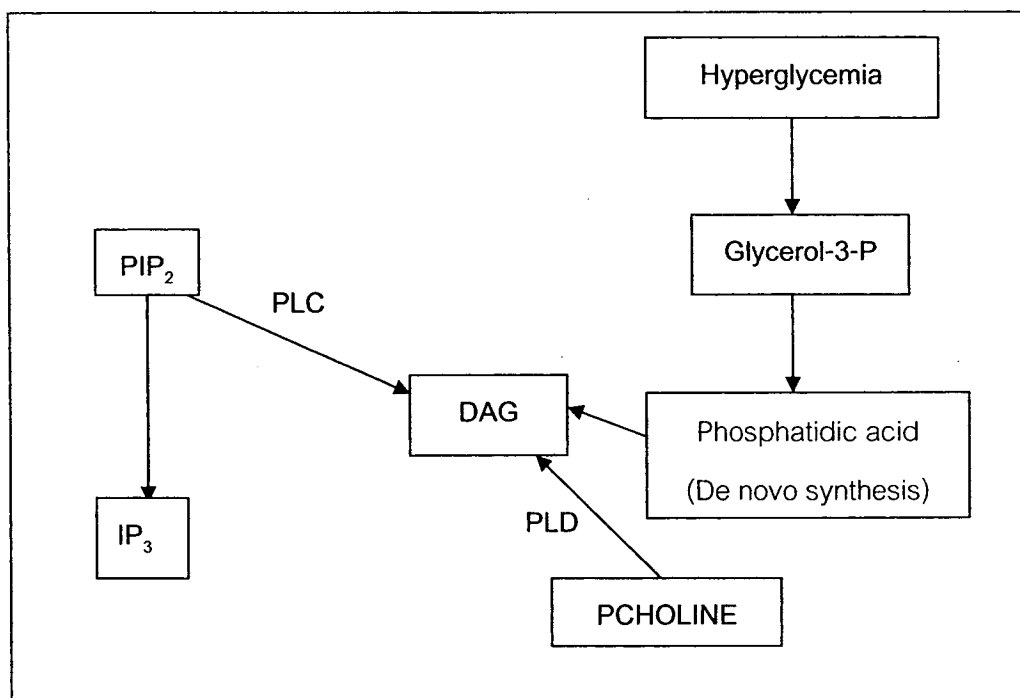 Hyperglycemia
Glycerol-3-P
PIP₂
PLC
DAG
Phosphatidic acid
(De novo synthesis)
IP₃
PLD
PCHOLINE